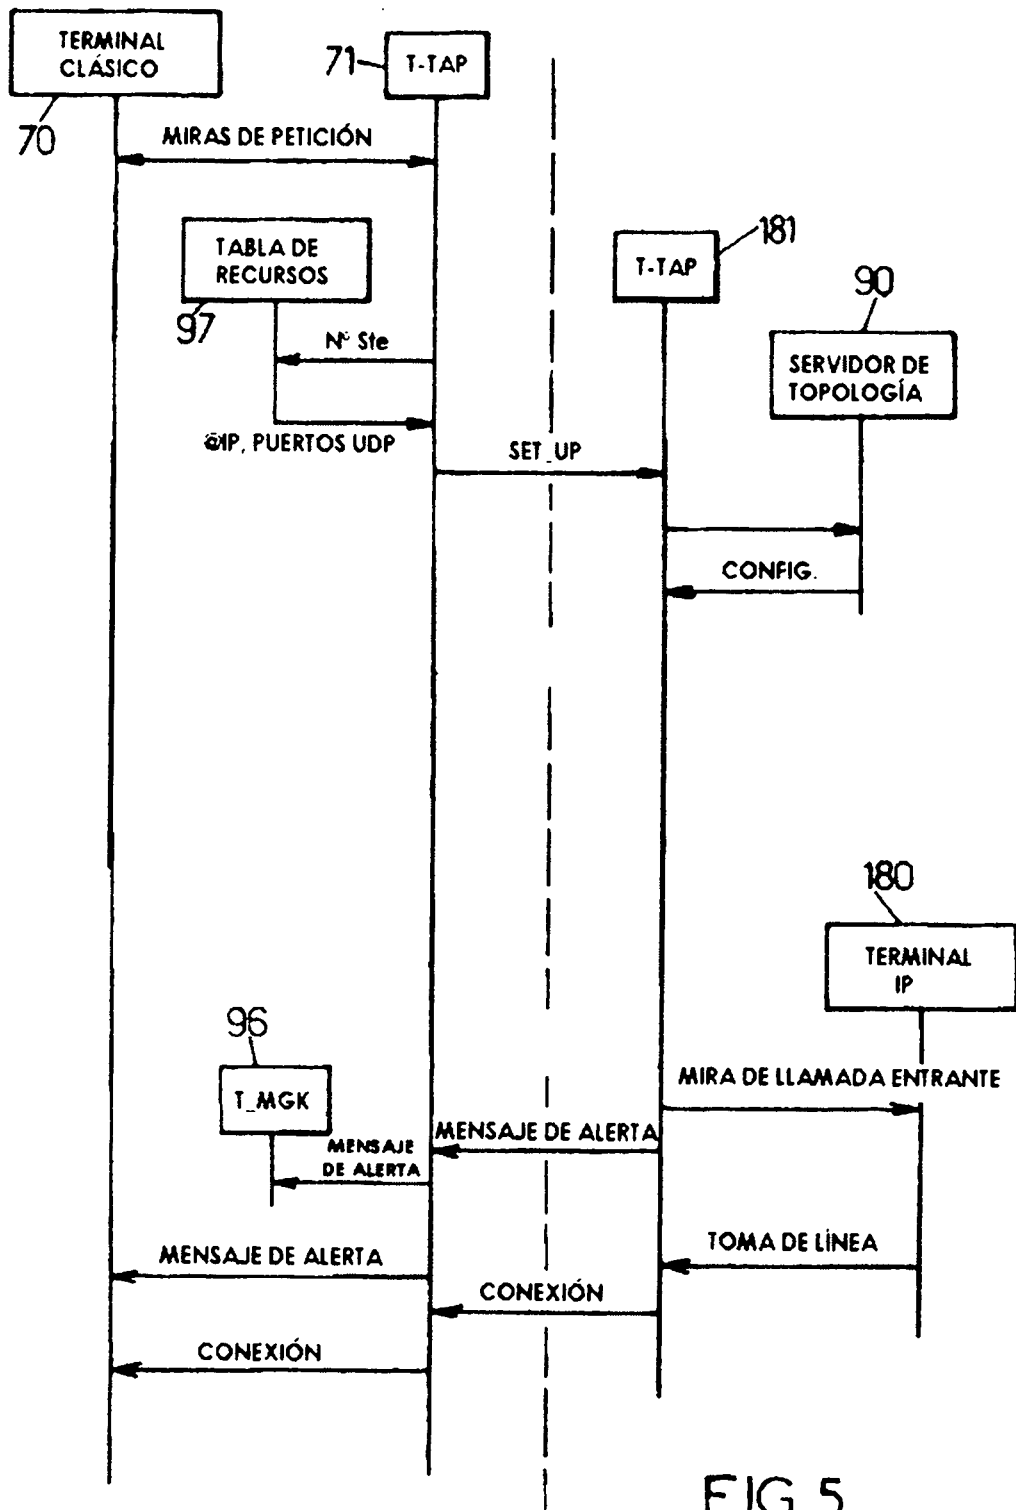 TERMINAL
CLÁSICO
70
71
T-TAP
MIRAS DE PETICIÓN
TABLA DE
RECURSOS
97
181
T-TAP
90
SERVIDOR DE
TOPOLOGÍA
N° Ste
@IP, PUERTOS UDP
SET_UP
CONFIG.
180
TERMINAL
IP
96
T_MGK
MIRA DE LLAMADA ENTRANTE
MENSAJE DE ALERTA
MENSAJE
DE ALERTA
TOMA DE LÍNEA
MENSAJE DE ALERTA
CONEXIÓN
CONEXIÓN
FIG. 5